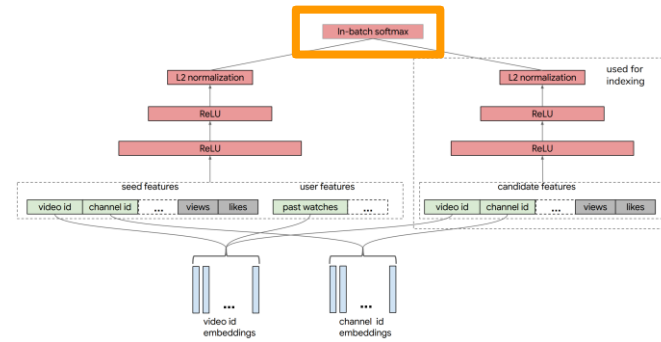 In-batch softmax
L2 normalization
L2 normalization
used for
indexing
ReLU
ReLU
ReLU
ReLU
seed features
user features
candidate features
video id channel id ... views likes
past watches ...
video id channel id ... views likes
...
...
video id
embeddings
channel id
embeddings